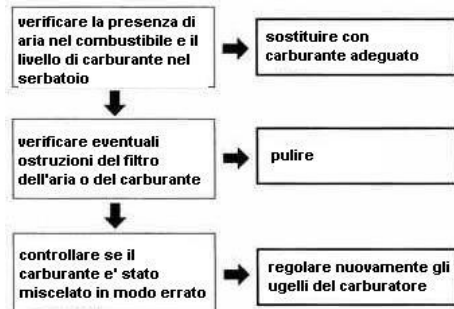 verificare la presenza di
aria nel combustibile e il
livello di carburante nel
serbatoio
sostituire con
carburante adeguato
verificare eventuali
ostruzioni del filtro
dell'aria o del carburante
pulire
controllare se il
carburante e' stato
miscelato in modo errato
regolare nuovamente gli
ugelli del carburatore